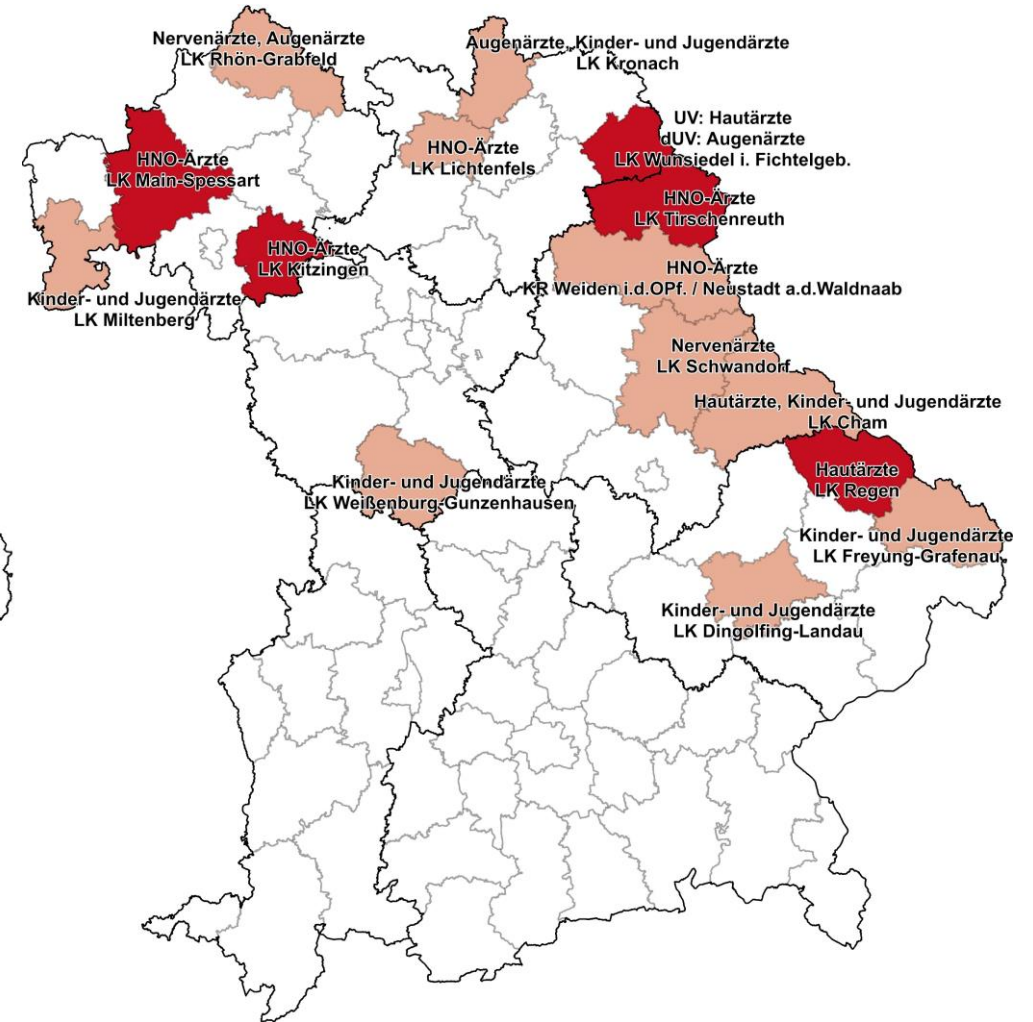 Nervenärzte, Augenärzte
LK Rhön-Grabfeld
Augenärzte, Kinder- und Jugendärzte
LK Kronach
UV: Hautärzte
dUV: Augenärzte
LK Wunsiedel i. Fichtelgeb.
HNO-Ärzte
LK Main-Spessart
HNO-Ärzte
LK Lichtenfels
HNO-Ärzte
LK Tirschenreuth
HNO-Ärzte
LK Kitzingen
HNO-Ärzte
KR Weiden i.d.OPf. / Neustadt a.d.Waldnaab
Kinder- und Jugendärzte
LK Miltenberg
Nervenärzte
LK Schwandorf
Hautärzte, Kinder- und Jugendärzte
LK Cham
Kinder- und Jugendärzte
LK Weißenburg-Gunzenhausen
Hautärzte
LK Regen
Kinder- und Jugendärzte
LK Freyung-Grafenau
Kinder- und Jugendärzte
LK Dingolfing-Landau